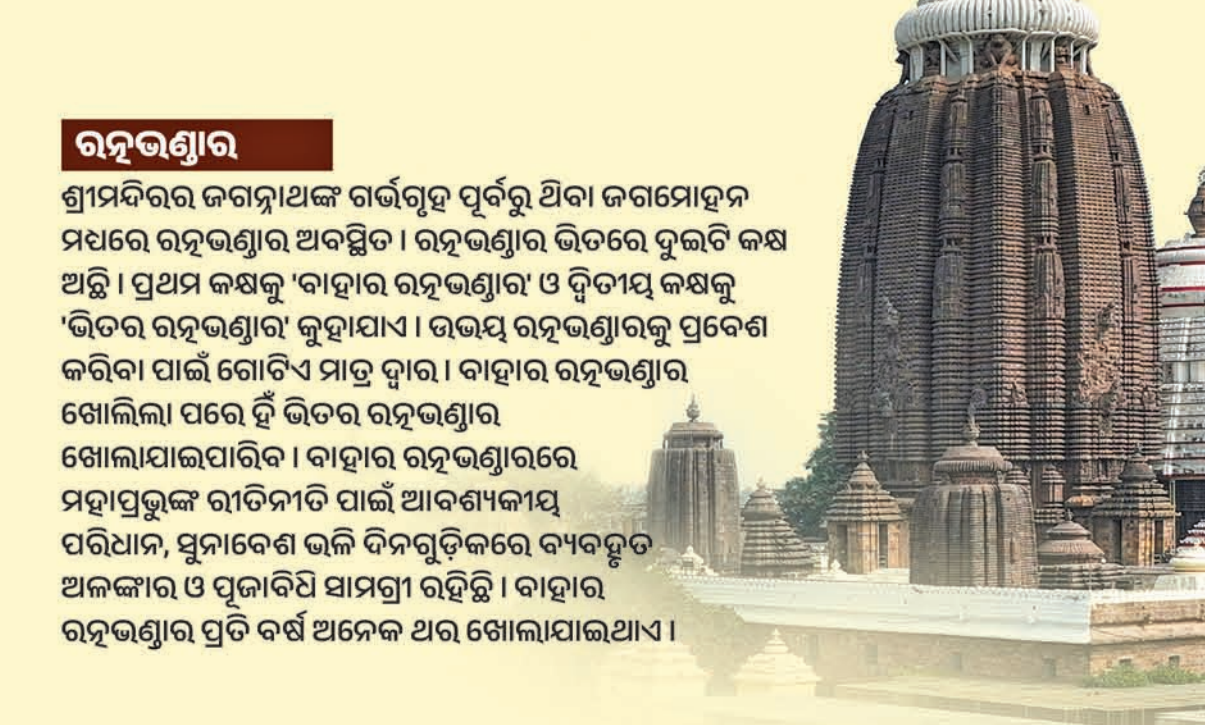 ରତ୍ନଭଣ୍ଡାର
ଶ୍ରୀମନ୍ଦିରର ଜଗନ୍ନାଥଙ୍କ ଗର୍ଭଗୃହ ପୂର୍ବରୁ ଥିବା ଜଗମୋହନ
ମଧ୍ୟରେ ରତ୍ନଭଣ୍ଡାର ଅବସ୍ଥିତ । ରତ୍ନଭଣ୍ଡାର ଭିତରେ ଦୁଇଟି କକ୍ଷ
ଅଛି । ପ୍ରଥମ କକ୍ଷକୁ 'ବାହାର ରତ୍ନଭଣ୍ଡାର' ଓ ଦ୍ୱିତୀୟ କକ୍ଷକୁ
'ଭିତର ରତ୍ନଭଣ୍ଡାର' କୁହାଯାଏ । ଉଭୟ ରତ୍ନଭଣ୍ଡାରକୁ ପ୍ରବେଶ
କରିବା ପାଇଁ ଗୋଟିଏ ମାତ୍ର ଦ୍ୱାର । ବାହାର ରତ୍ନଭଣ୍ଡାର
ଖୋଲିଲା ପରେ ହିଁ ଭିତର ରତ୍ନଭଣ୍ଡାର
ଖୋଲାଯାଇପାରିବ । ବାହାର ରତ୍ନଭଣ୍ଡାରରେ
ମହାପ୍ରଭୁଙ୍କ ରୀତିନୀତି ପାଇଁ ଆବଶ୍ୟକୀୟ
ପରିଧାନ, ସୁନାବେଶ ଭଳି ଦିନଗୁଡ଼ିକରେ ବ୍ୟବହୃତ
ଅଳଙ୍କାର ଓ ପୂଜାବିଧି ସାମଗ୍ରୀ ରହିଛି । ବାହାର
ରତ୍ନଭଣ୍ଡାର ପ୍ରତି ବର୍ଷ ଅନେକ ଥର ଖୋଲାଯାଇଥାଏ ।